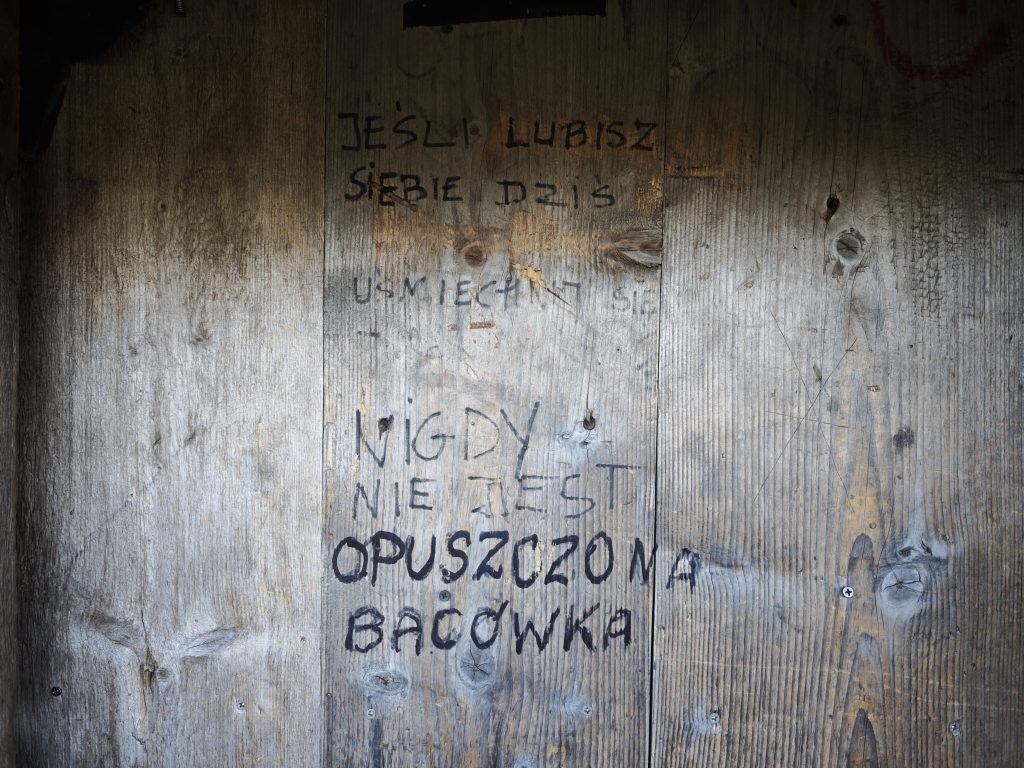 JEŚLI LUBISZ
SIEBIE DZIŚ
UŚMIECHNIJ SIĘ
NIGDY
NIE JEST
OPUSZCZONA
BACÓWKA